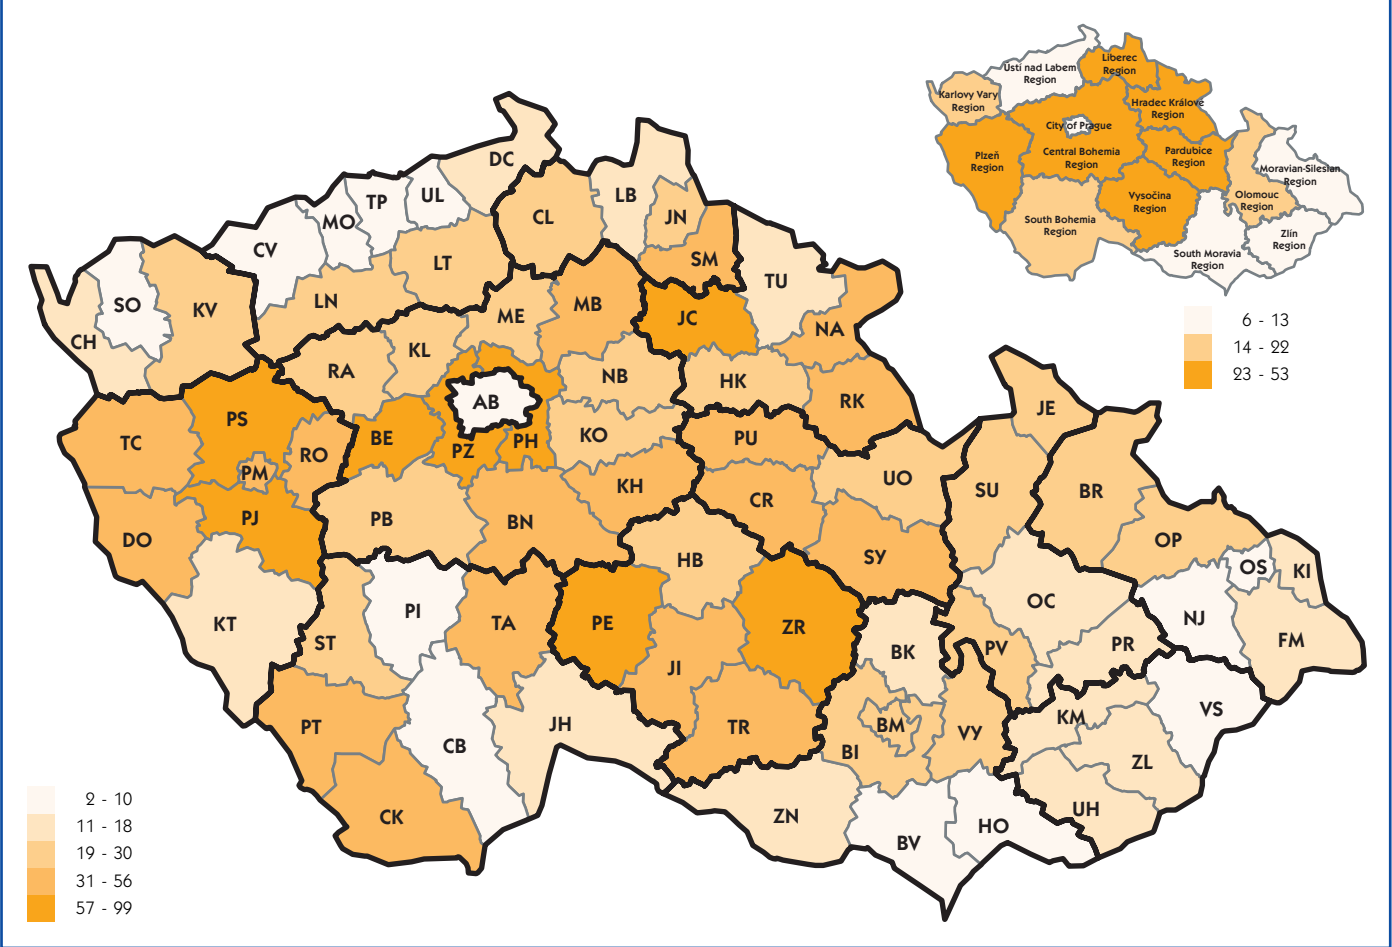 Ústí nad Labem
Region
Liberec
Region
Karlovy Vary
Region
Hradec Králové
Region
City of Prague
Plzeň
Region
Central Bohemia
Region
Pardubice
Region
Moravian-Silesian
Region
Vysočina
Region
Olomouc
Region
South Bohemia
Region
Zlín
Region
South Moravia
Region
6 - 13
14 - 22
23 - 53
DC
TP
UL
LB
MO
CL
JN
CV
LT
SM
TU
SO
KV
LN
ME
MB
JC
NA
CH
KL
RA
NB
HK
AB
RK
PS
TC
BE
PZ
PH
KO
PU
RO
PM
KH
CR
UO
SU
JE
BR
PJ
PB
BN
DO
HB
SY
OP
OS
KI
KT
PI
TA
PE
ZR
OC
NJ
ST
JI
BK
PV
PR
FM
PT
CB
JH
TR
BM
VY
KM
VS
BI
ZL
CK
ZN
BV
HO
UH
2 - 10
11 - 18
19 - 30
31 - 56
57 - 99